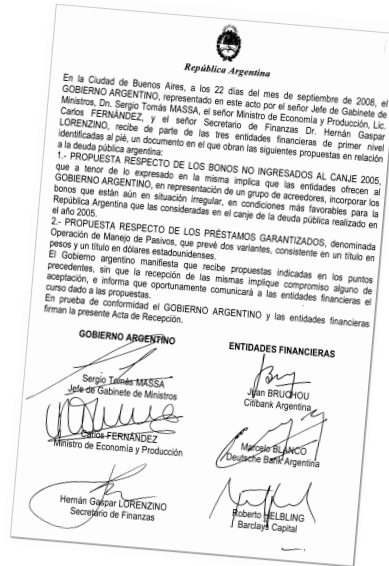 República Argentina
En la Ciudad de Buenos Aires, a los 22 días del mes de septiembre de 2008, el
GOBIERNO ARGENTINO, representado en este acto por el señor Jefe de Gabinete de
Ministros, Dn. Sergio Tomás MASSA, el señor Ministro de Economía y Producción, Lic.
Carlos FERNÁNDEZ, y el señor Secretario de Finanzas Dr. Hernán Gaspar
LORENZINO, recibe de parte de las tres entidades financieras de primer nivel
identificadas al pié, un documento en el que obran las siguientes propuestas en relación
a la deuda pública argentina:
1.- PROPUESTA RESPECTO DE LOS BONOS NO INGRESADOS AL CANJE 2005,
que a tenor de lo expresado en la misma implica que las entidades ofrecen al
GOBIERNO ARGENTINO, en representación de un grupo de acreedores, incorporar los
bonos que están aún en situación irregular, en condiciones más favorables para la
República Argentina que las consideradas en el canje de la deuda pública realizado en
el año 2005.
2.- PROPUESTA RESPECTO DE LOS PRÉSTAMOS GARANTIZADOS, denominada
Operación de Manejo de Pasivos, que prevé dos variantes, consistente en un título en
pesos y un título en dólares estadounidenses.
El Gobierno argentino manifiesta que recibe propuestas indicadas en los puntos
precedentes, sin que la recepción de las mismas implique compromiso alguno de
aceptación, e informa que oportunamente comunicará a las entidades financieras el
curso dado a las propuestas.
En prueba de conformidad el GOBIERNO ARGENTINO y las entidades financieras
firman la presente Acta de Recepción.
GOBIERNO ARGENTINO
Sergio Tomás MASSA
Jefe de Gabinete de Ministros
Carlos FERNÁNDEZ
Ministro de Economía y Producción
Hernán Gaspar LORENZINO
Secretario de Finanzas
ENTIDADES FINANCIERAS
Juan BRUCHOU
Citibank Argentina
Marcelo BLANCO
Deutsche Bank Argentina
Roberto HELBLING
Barclays Capital